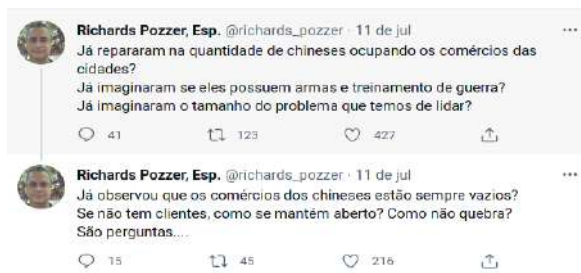 Richards Pozzer, Esp. @richards_pozzer · 11 de jul
Já repararam na quantidade de chineses ocupando os comércios das
cidades?
Já imaginaram se eles possuem armas e treinamento de guerra?
Já imaginaram o tamanho do problema que temos de lidar?
41 123 427
Richards Pozzer, Esp. @richards_pozzer · 11 de jul
Já observou que os comércios dos chineses estão sempre vazios?
Se não tem clientes, como se mantém aberto? Como não quebra?
São perguntas....
15 45 216